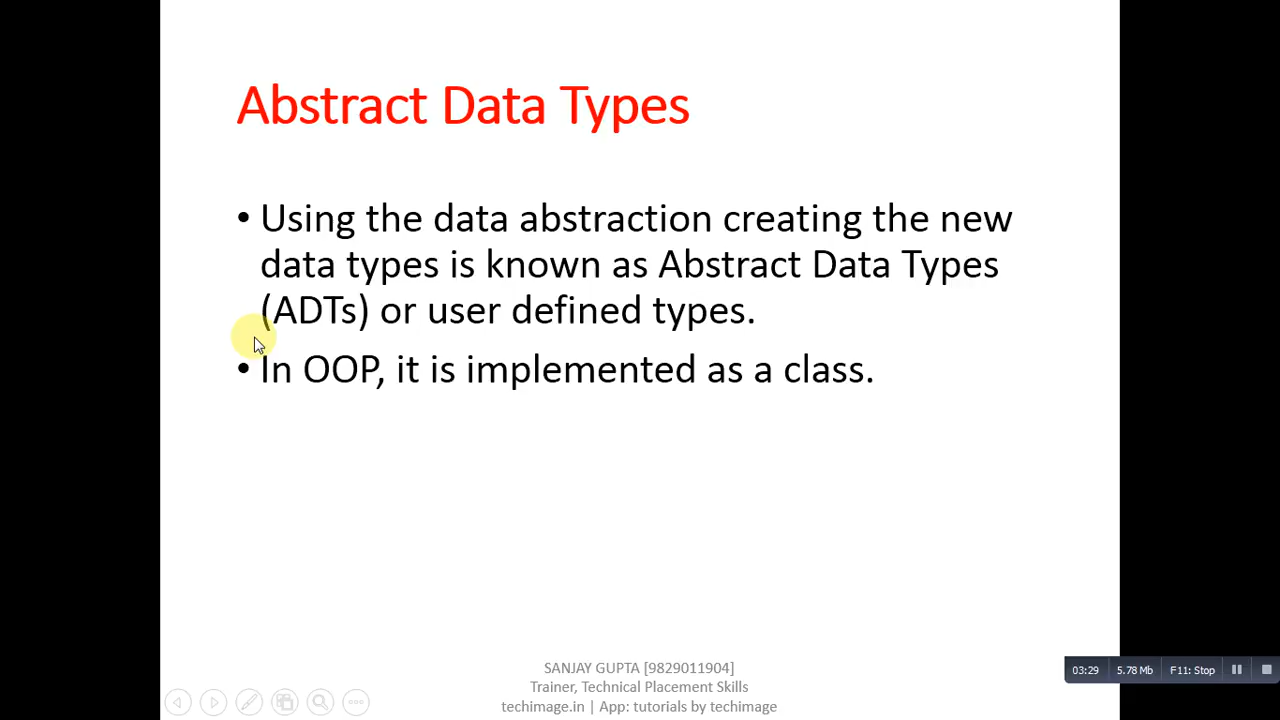 Abstract Data Types
• Using the data abstraction creating the new
data types is known as Abstract Data Types
(ADTs) or user defined types.
• In OOP, it is implemented as a class.
SANJAY GUPTA [9829011904]
Trainer, Technical Placement Skills
techimage.in | App: tutorials by techimage
03:29 5.78 Mb F11: Stop